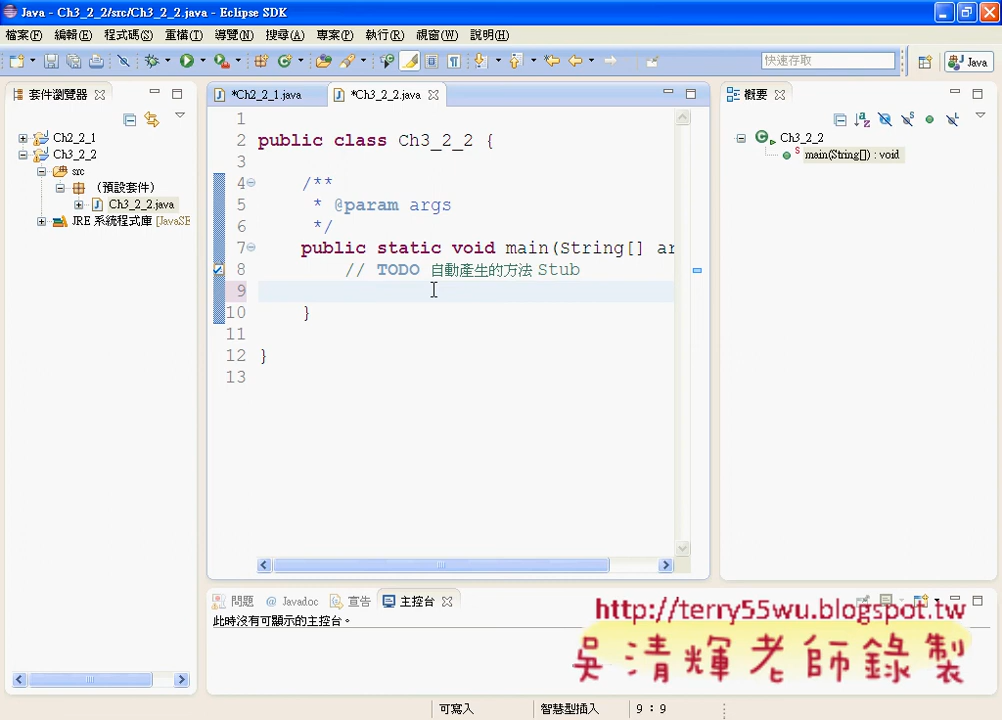 Java - Ch3_2_2/src/Ch3_2_2.java - Eclipse SDK
檔案(F) 編輯(E) 程式碼(S) 重構(T) 導覽(N) 搜尋(A) 專案(P) 執行(R) 視窗(W) 說明(H)
快速存取
Java
套件瀏覽器
*Ch2_2_1.java
*Ch3_2_2.java
概要
Ch2_2_1
Ch3_2_2
src
(預設套件)
Ch3_2_2.java
JRE 系統程式庫 [JavaSE
1
2 public class Ch3_2_2 {
3
4 /**
5 * @param args
6 */
7 public static void main(String[] ar
8 // TODO 自動產生的方法 Stub
9
10 }
11
12 }
13
Ch3_2_2
main(String[]) : void
問題 @ Javadoc 宣告 主控台
此時沒有可顯示的主控台。
http://terry55wu.blogspot.tw
吳清輝老師錄製
可寫入 智慧型插入 9 : 9